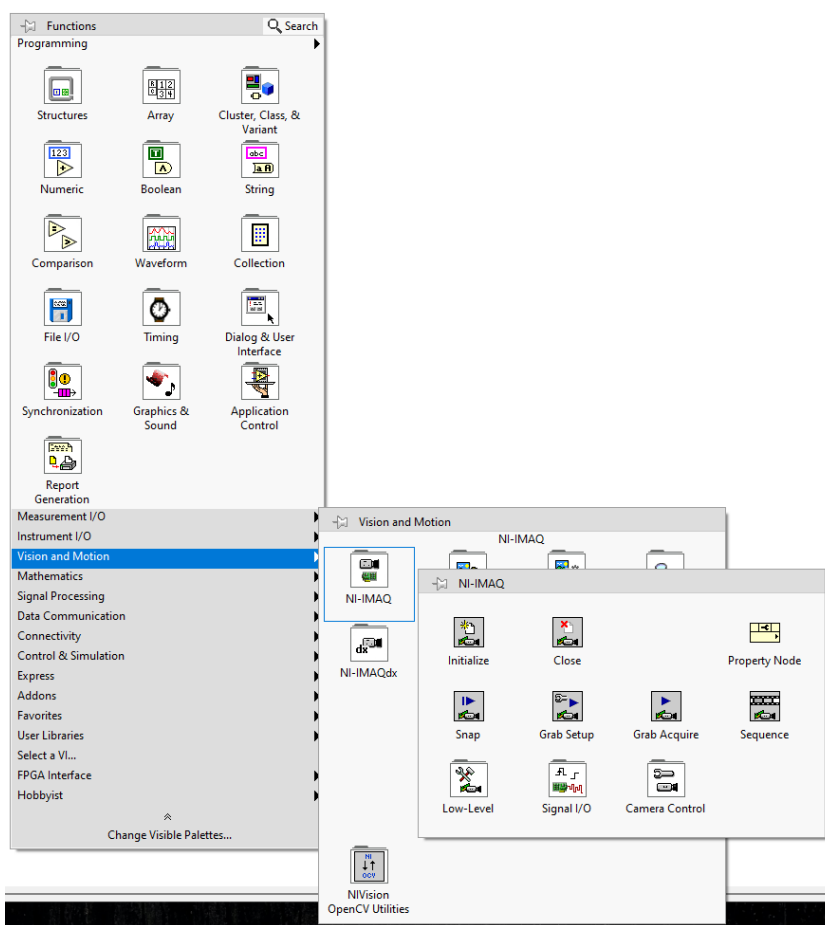 Functions
Search
Programming
Structures
Array
Cluster, Class, &
Variant
Numeric
Boolean
String
Comparison
Waveform
Collection
File I/O
Timing
Dialog & User
Interface
Synchronization
Graphics &
Sound
Application
Control
Report
Generation
Measurement I/O
Instrument I/O
Vision and Motion
Mathematics
Signal Processing
Data Communication
Connectivity
Control & Simulation
Express
Addons
Favorites
User Libraries
Select a VI...
FPGA Interface
Hobbyist
Change Visible Palettes...
Vision and Motion
NI-IMAQ
NI-IMAQ
dx
NI-IMAQdx
NI
OCV
NIVision
OpenCV Utilities
NI-IMAQ
Initialize
Close
Property Node
Snap
Grab Setup
Grab Acquire
Sequence
Low-Level
Signal I/O
Camera Control